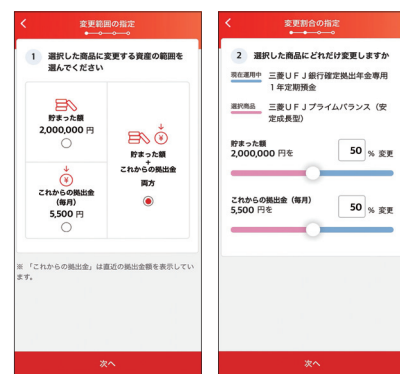 変更範囲の指定
1 選択した商品に変更する資産の範囲を
選んでください
貯まった額
2,000,000 円
これからの拠出金
(毎月)
5,500 円
貯まった額
+
これからの拠出金
両方
※ 「これからの拠出金」は直近の拠出金額を表示してい
ます。
次へ
変更割合の指定
2 選択した商品にどれだけ変更しますか
現在運用中 三菱UFJ銀行確定拠出年金専用
1年定期預金
選択商品 三菱UFJプライムバランス(安
定成長型)
貯まった額
2,000,000 円を 50 % 変更
これからの拠出金(毎月)
5,500 円を 50 % 変更
次へ